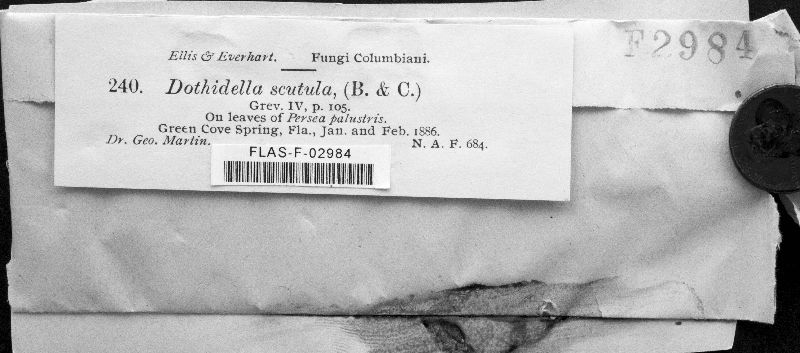 F2984
Ellis & Everhart. Fungi Columbiani.
240. Dothidella scutula, (B. & C.)
Grev. IV, p. 105.
On leaves of Persea palustris.
Green Cove Spring, Fla., Jan. and Feb. 1886.
Dr. Geo. Martin. N. A. F. 684.
FLAS-F-02984